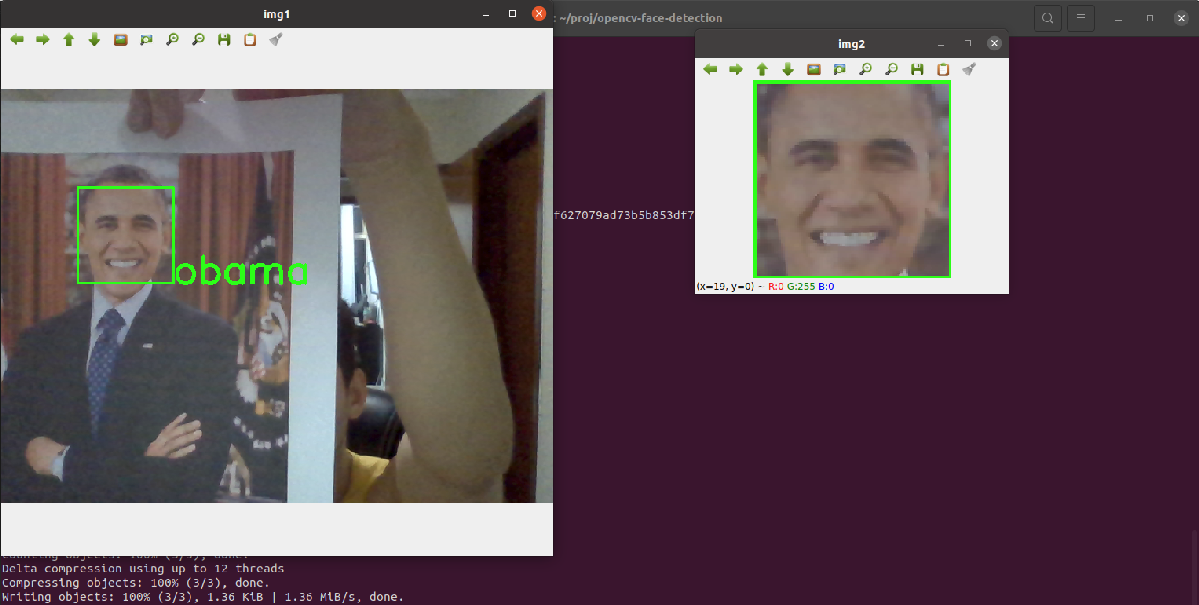 img1
: ~/proj/opencv-face-detection
img2
f627079ad73b5b853df7
obama
(x=19, y=0) ~ R:0 G:255 B:0
Delta compression using up to 12 threads
Compressing objects: 100% (3/3), done.
Writing objects: 100% (3/3), 1.36 KiB | 1.36 MiB/s, done.